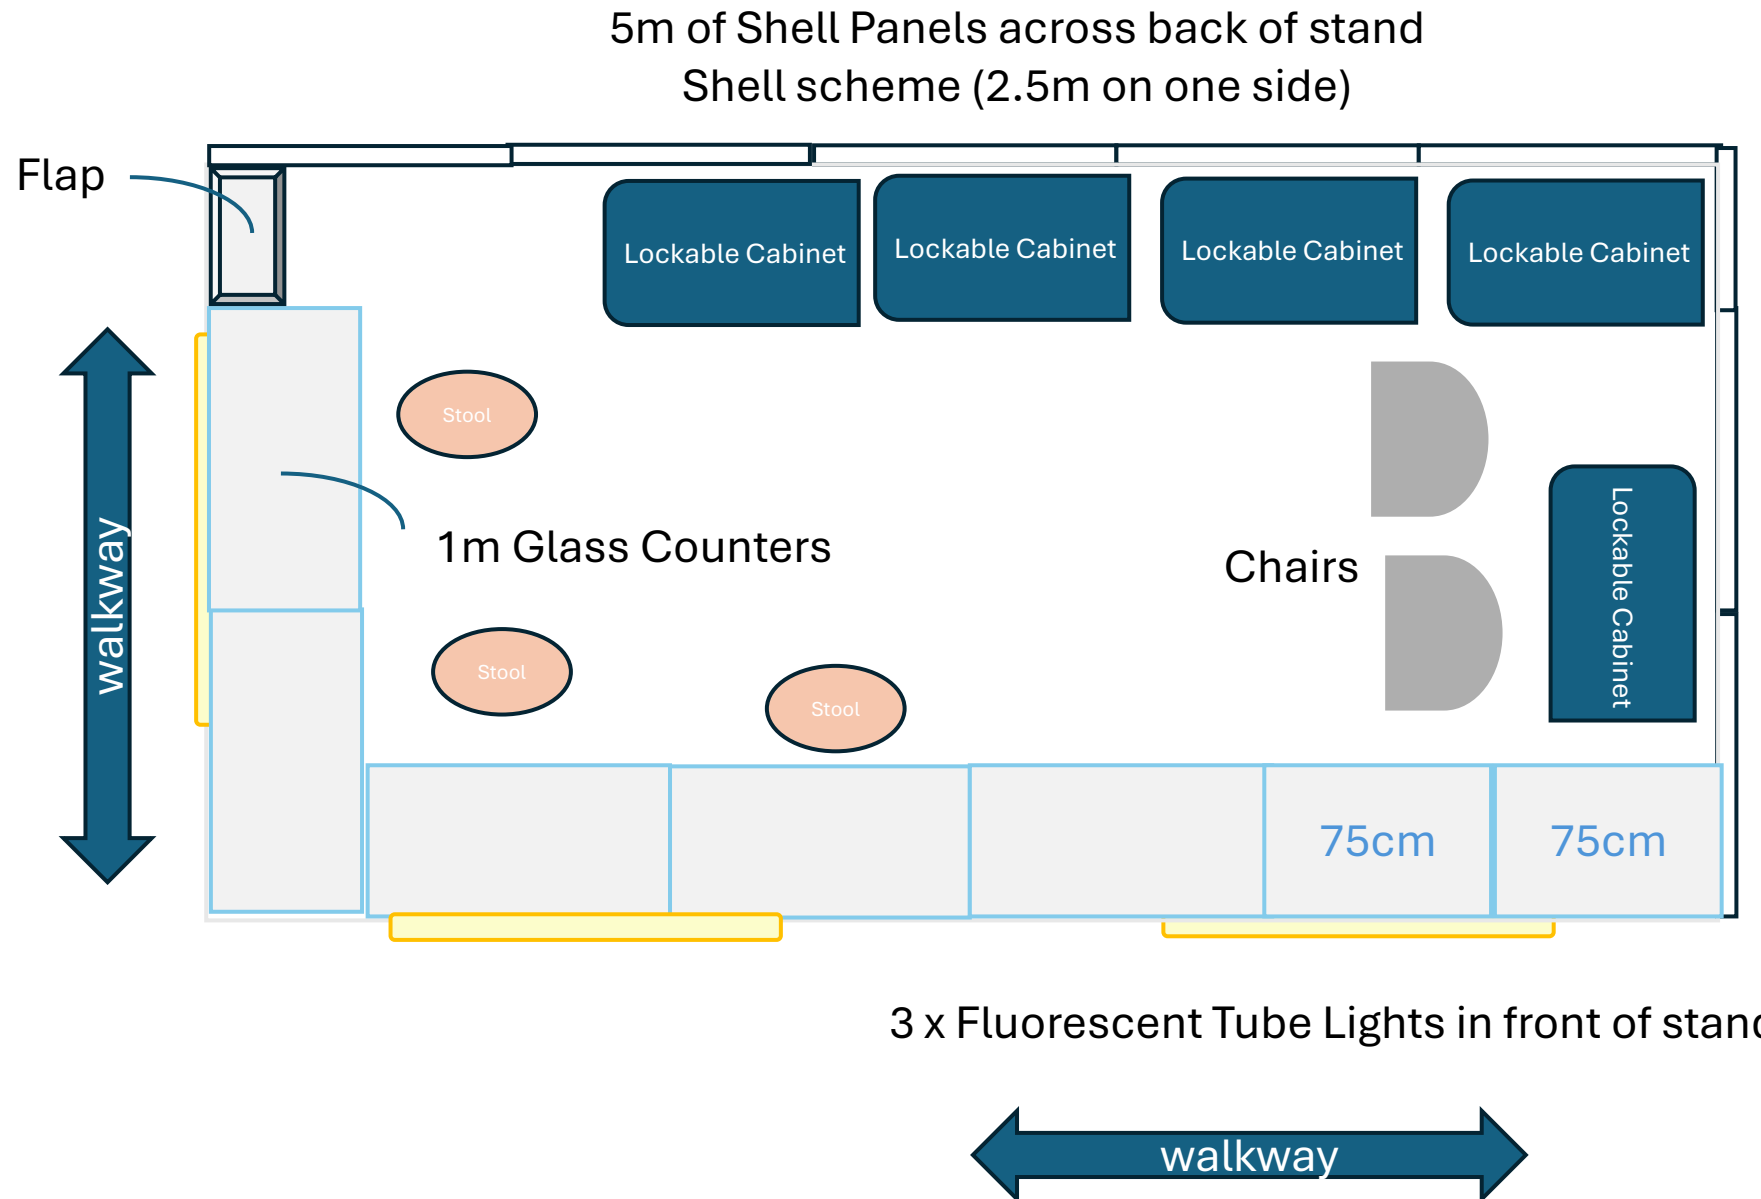 5m of Shell Panels across back of stand
Shell scheme (2.5m on one side)
Flap
Lockable Cabinet
Lockable Cabinet
Lockable Cabinet
Lockable Cabinet
Stool
1m Glass Counters
Chairs
Lockable Cabinet
walkway
Stool
Stool
75cm
75cm
3 x Fluorescent Tube Lights in front of stand
walkway